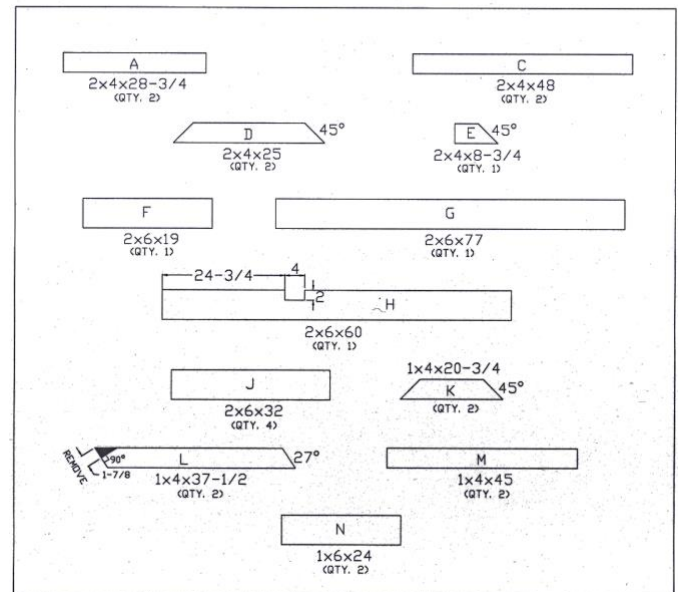 A
2x4x28-3/4
(QTY. 2)
C
2x4x48
(QTY. 2)
D 45°
2x4x25
(QTY. 2)
E 45°
2x4x8-3/4
(QTY. 1)
F
2x6x19
(QTY. 1)
G
2x6x77
(QTY. 1)
24-3/4 4
2
H
2x6x60
(QTY. 1)
J
2x6x32
(QTY. 4)
1x4x20-3/4
K 45°
(QTY. 2)
REMOVE 90° L 27°
1-7/8
1x4x37-1/2
(QTY. 2)
M
1x4x45
(QTY. 2)
N
1x6x24
(QTY. 2)